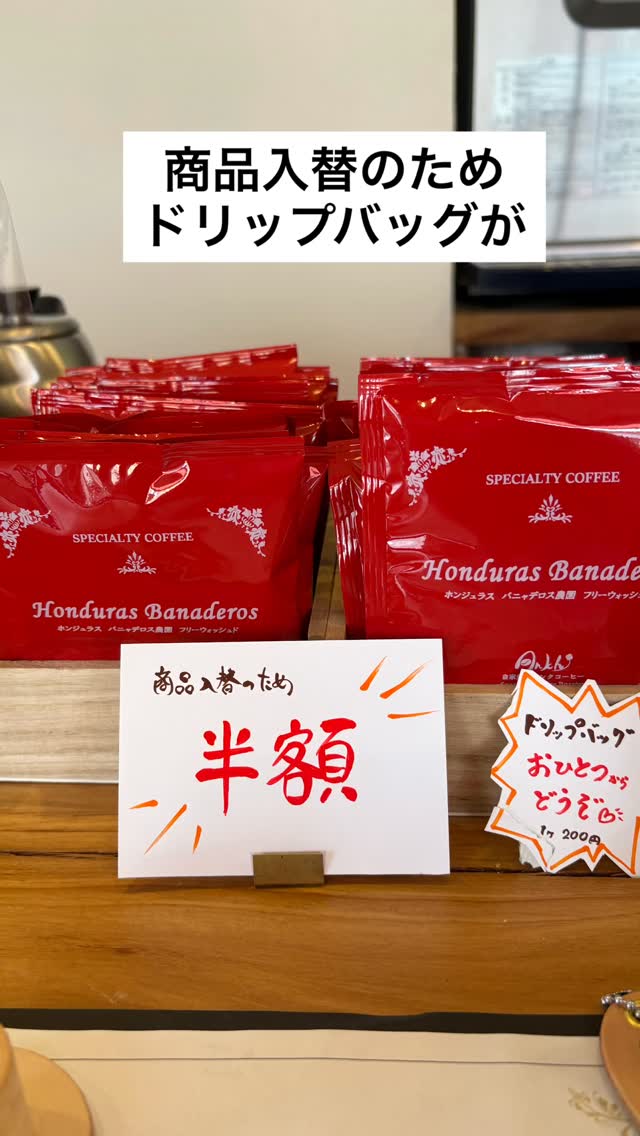 商品入替のため
ドリップバッグが
SPECIALTY COFFEE
Honduras Banaderos
ホンジュラス バニャデロス農園 フリーウォッシュド
SPECIALTY COFFEE
Honduras Banade
ホンジュラス バニャデロス農園 フリーウォッシュド
商品入替のため
半額
ドリップバッグ
おひとつから
どうぞ
1ヶ200円